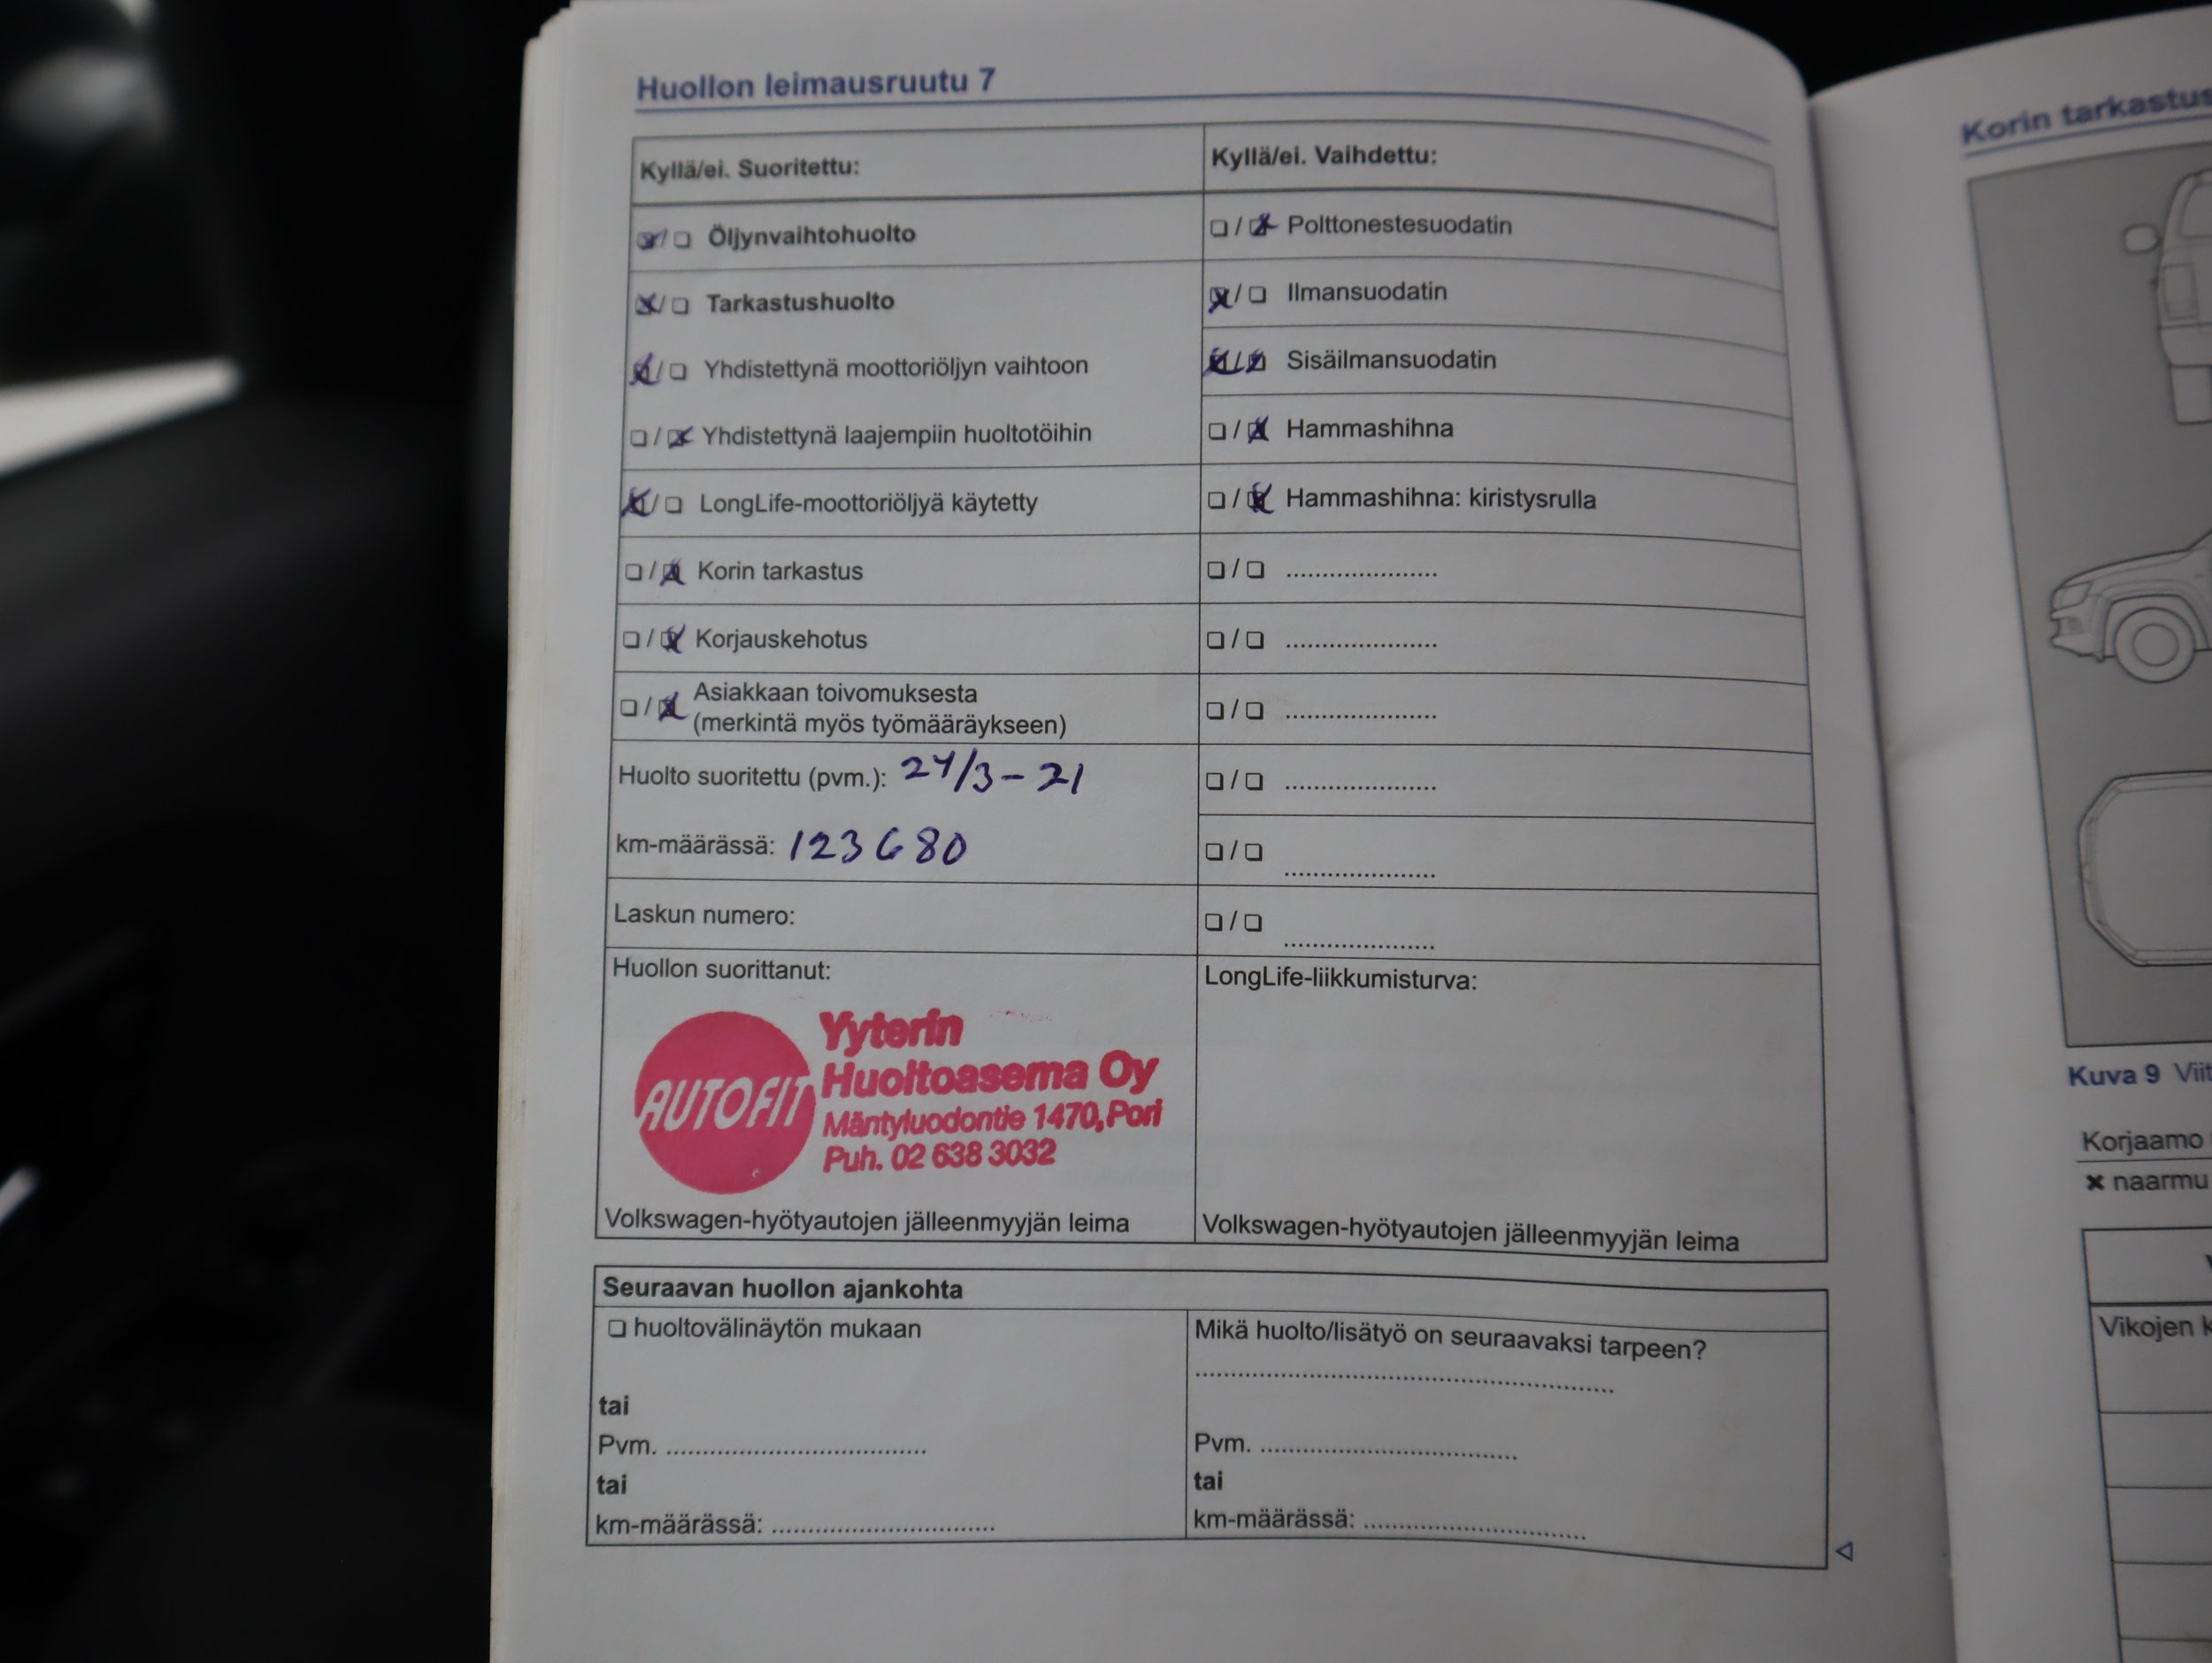 Huollon leimausruutu 7
Kyllä/ei. Suoritettu:
Öljynvaihtohuolto
Tarkastushuolto
Yhdistettynä moottoriöljyn vaihtoon
Yhdistettynä laajempiin huoltotöihin
LongLife-moottoriöljyä käytetty
Korin tarkastus
Korjauskehotus
Asiakkaan toivomuksesta
(merkintä myös työmääräykseen)
Huolto suoritettu (pvm.): 24/3-21
km-määrässä: 123680
Laskun numero:
Huollon suorittanut:
AUTOFIT
Yyterin
Huoltoasema Oy
Mäntyluodontie 1470, Pori
Puh. 02 638 3032
Volkswagen-hyötyautojen jälleenmyyjän leima
Kyllä/ei. Vaihdettu:
Polttonestesuodatin
Ilmansuodatin
Sisäilmansuodatin
Hammashihna
Hammashihna: kiristysrulla
LongLife-liikkumisturva:
Volkswagen-hyötyautojen jälleenmyyjän leima
Seuraavan huollon ajankohta
huoltovälinäytön mukaan
tai
Pvm.
tai
km-määrässä:
Mikä huolto/lisätyö on seuraavaksi tarpeen?
Pvm.
tai
km-määrässä:
Korin tarkastus
Kuva 9 Viit
Korjaamo
naarmu
Vikojen k